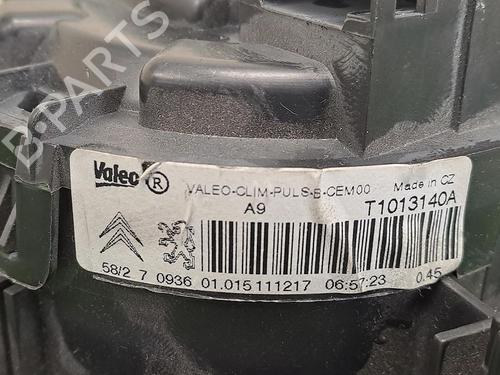 B-PARTS
Valeo ® VALEO-CLIM-PULS-B-CEM00 Made in CZ
A9 T1013140A
58/2 7 0936 01.015111217 06:57:23 0.45